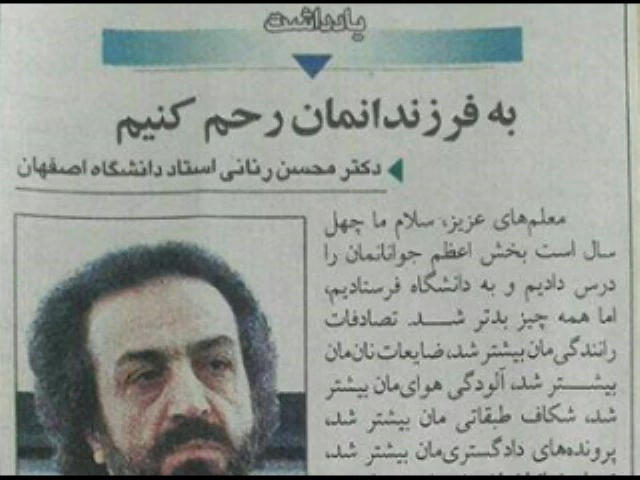 یادداشت
به فرزندانمان رحم کنیم
دکتر محسن رنانی استاد دانشگاه اصفهان
معلم‌های عزیز، سلام ما چهل
سال است بخش اعظم جوانانمان را
درس دادیم و به دانشگاه فرستادیم،
اما همه چیز بدتر شد. تصادفات
رانندگی‌مان بیشتر شد، ضایعات نان‌مان
بیشتر شد، آلودگی هوای‌مان بیشتر
شد، شکاف طبقاتی مان بیشتر شد،
پرونده‌های دادگستری‌مان بیشتر شد،